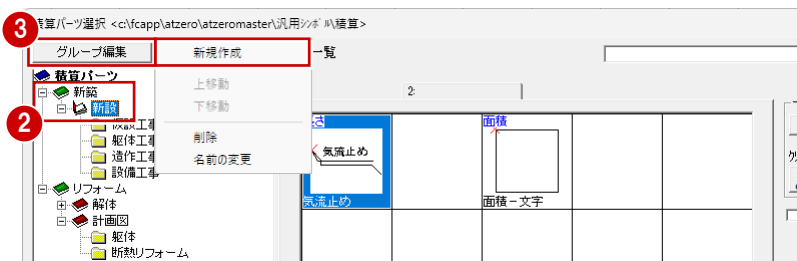 積算パーツ選択 <c:\fcapp\atzero\atzeromaster\汎用ｼﾝﾎﾞﾙ\積算>
3
グループ編集
新規作成
一覧
積算パーツ
上移動
新築
2:
下移動
2
新設
長さ
面積
仮設工事
削除
躯体工事
気流止め
造作工事
名前の変更
設備工事
リフォーム
気流止め
面積－文字
解体
計画図
躯体
断熱リフォーム